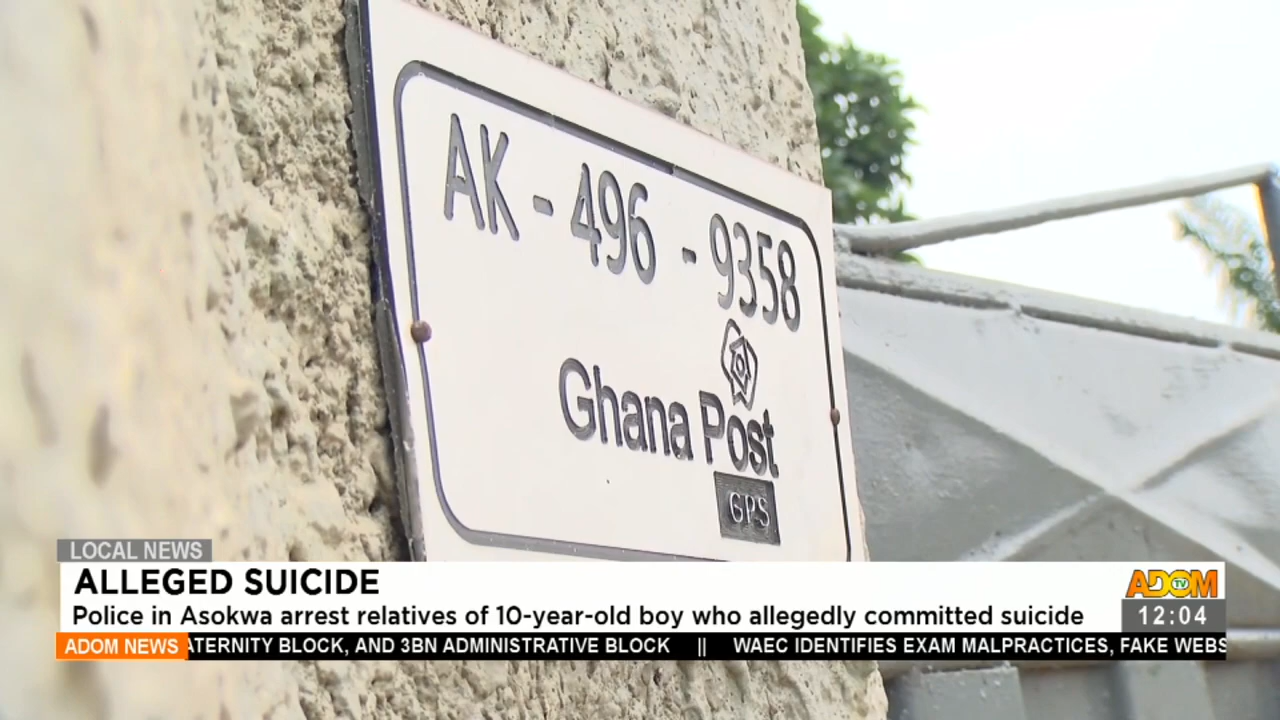 AK - 496 - 9358
Ghana Post
GPS
LOCAL NEWS
ALLEGED SUICIDE
Police in Asokwa arrest relatives of 10-year-old boy who allegedly committed suicide
ADOM TV
12:04
ADOM NEWS
ATERNITY BLOCK, AND 3BN ADMINISTRATIVE BLOCK || WAEC IDENTIFIES EXAM MALPRACTICES, FAKE WEBS